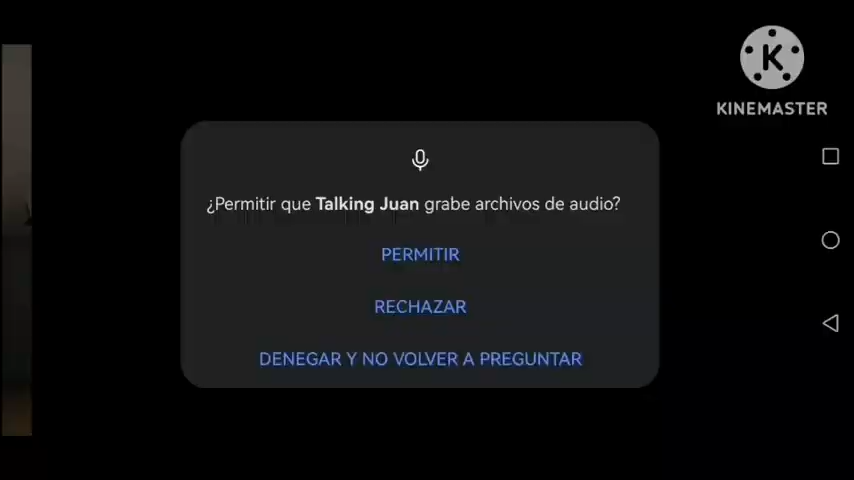 KINEMASTER
¿Permitir que Talking Juan grabe archivos de audio?
PERMITIR
RECHAZAR
DENEGAR Y NO VOLVER A PREGUNTAR